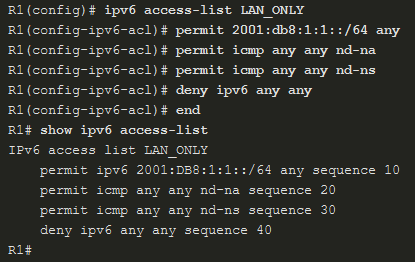 R1(config)# ipv6 access-list LAN_ONLY
R1(config-ipv6-acl)# permit 2001:db8:1:1::/64 any
R1(config-ipv6-acl)# permit icmp any any nd-na
R1(config-ipv6-acl)# permit icmp any any nd-ns
R1(config-ipv6-acl)# deny ipv6 any any
R1(config-ipv6-acl)# end
R1# show ipv6 access-list
IPv6 access list LAN_ONLY
    permit ipv6 2001:DB8:1:1::/64 any sequence 10
    permit icmp any any nd-na sequence 20
    permit icmp any any nd-ns sequence 30
    deny ipv6 any any sequence 40
R1#